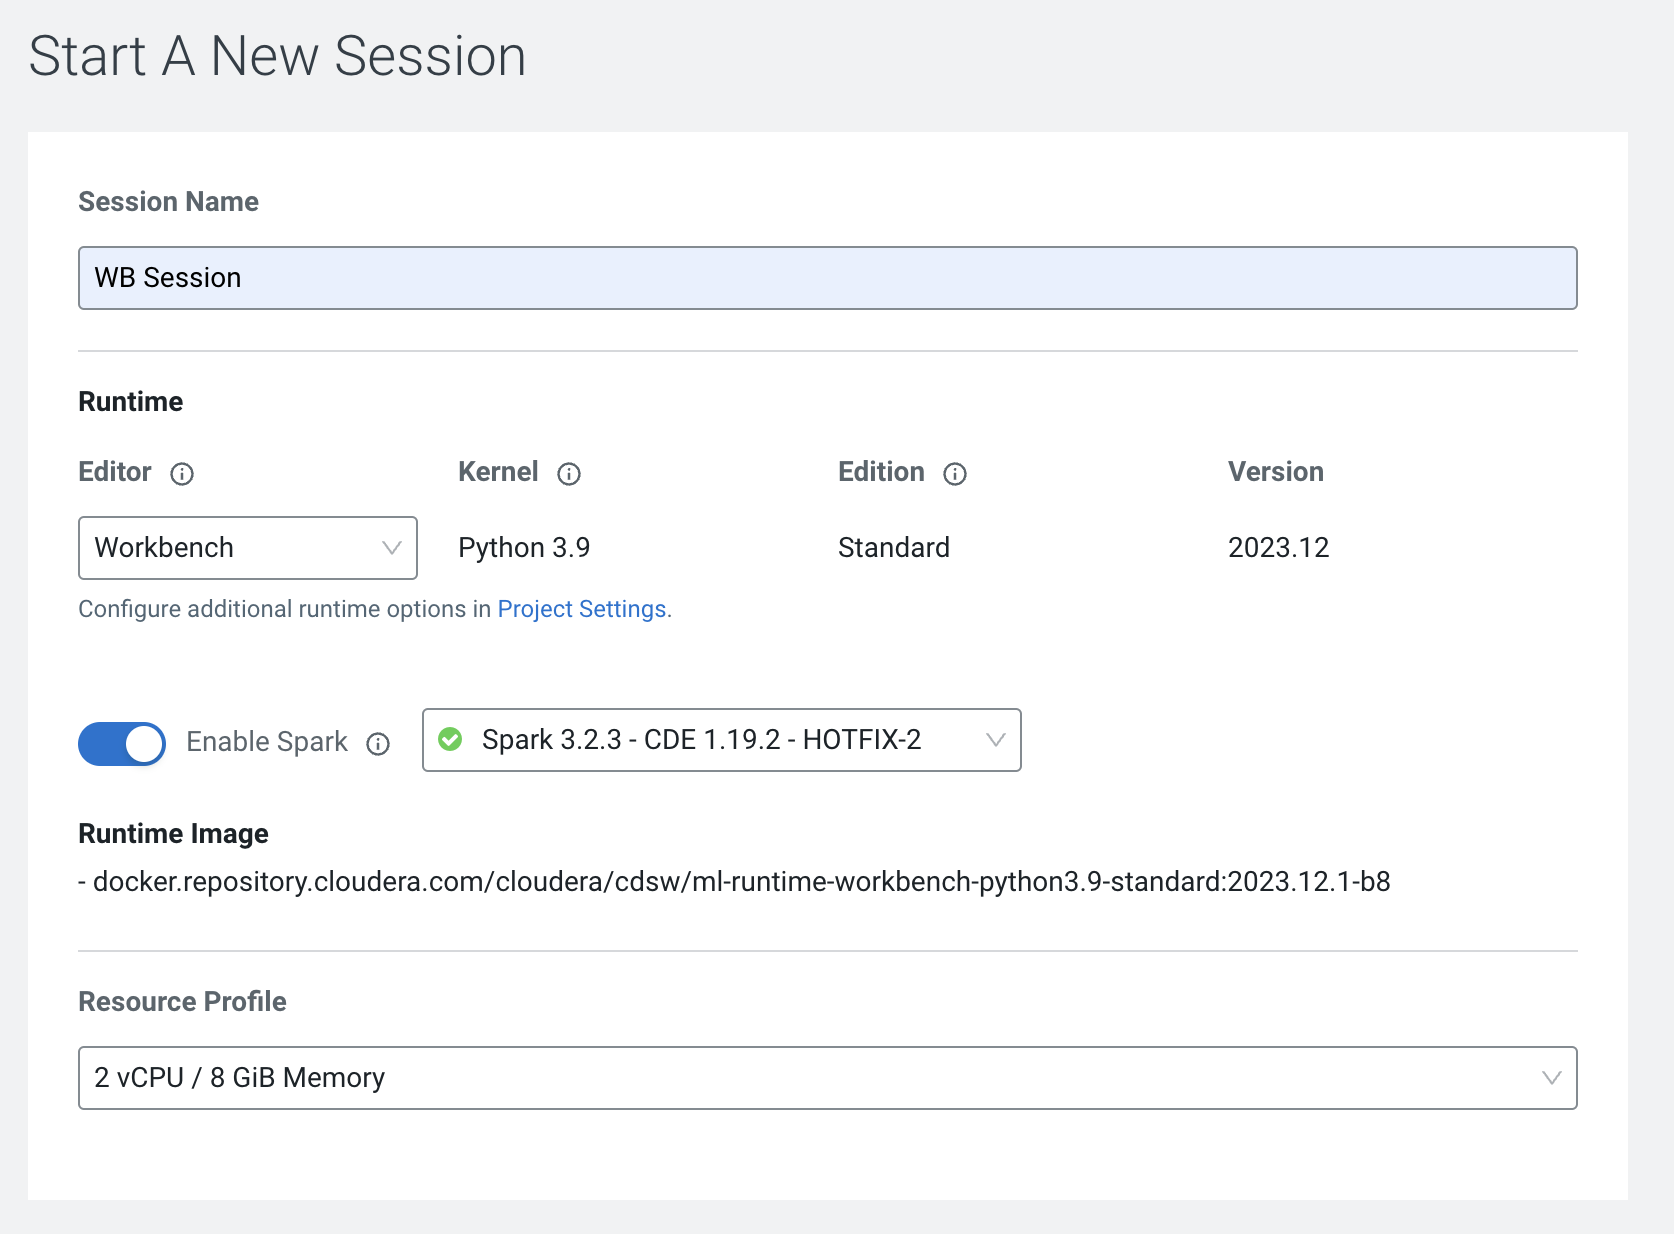 Start A New Session
Session Name
WB Session
Runtime
Editor Kernel Edition Version
Workbench Python 3.9 Standard 2023.12
Configure additional runtime options in Project Settings.
Enable Spark Spark 3.2.3 - CDE 1.19.2 - HOTFIX-2
Runtime Image
- docker.repository.cloudera.com/cloudera/cdsw/ml-runtime-workbench-python3.9-standard:2023.12.1-b8
Resource Profile
2 vCPU / 8 GiB Memory